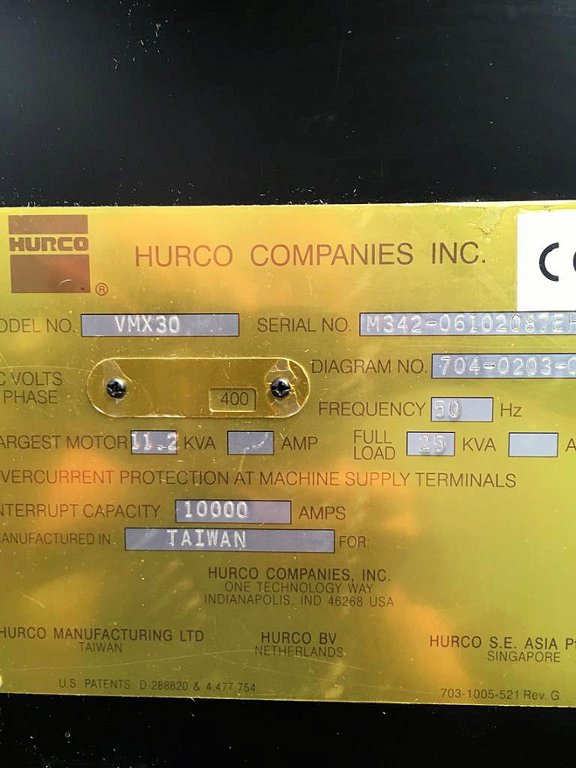 HURCO
®
HURCO COMPANIES INC.
C
ODEL NO. VMX30 SERIAL NO. M342-06102087EH
C VOLTS
PHASE
400
DIAGRAM NO. 704-0203-
FREQUENCY 50 Hz
ARGEST MOTOR 11.2 KVA AMP FULL LOAD 25 KVA A
VERCURRENT PROTECTION AT MACHINE SUPPLY TERMINALS
NTERRUPT CAPACITY 10000 AMPS
ANUFACTURED IN TAIWAN FOR:
HURCO COMPANIES, INC.
ONE TECHNOLOGY WAY
INDIANAPOLIS, IND 46268 USA
HURCO MANUFACTURING LTD HURCO BV HURCO S.E. ASIA P
TAIWAN NETHERLANDS SINGAPORE
U.S PATENTS: D-288820 & 4,477,754 703-1005-521 Rev. G